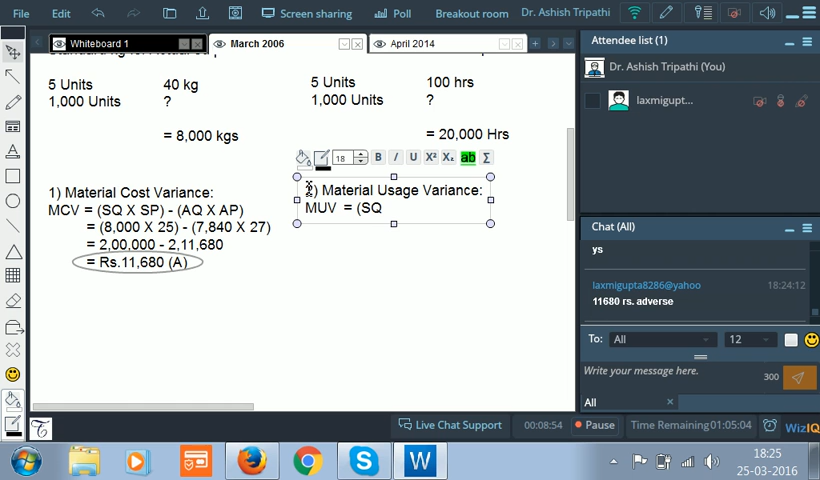 File
Edit
Screen sharing
Poll
Breakout room
Dr. Ashish Tripathi
Menu
Whiteboard 1
March 2006
April 2014
5 Units 40 kg
1,000 Units ?
= 8,000 kgs
5 Units 100 hrs
1,000 Units ?
= 20,000 Hrs
18 B I U X² Xₓ ab Σ
1) Material Cost Variance:
MCV = (SQ X SP) - (AQ X AP)
= (8,000 X 25) - (7,840 X 27)
= 2,00,000 - 2,11,680
= Rs.11,680 (A)
2) Material Usage Variance:
MUV = (SQ
Attendee list (1)
Dr. Ashish Tripathi (You)
laxmigupt...
Chat (All)
ys
laxmigupta8286@yahoo 18:24:12
11680 rs. adverse
To: All 12
Write your message here.
300
All
Live Chat Support 00:08:54 Pause Time Remaining 01:05:04 WizIQ
18:25
25-03-2016